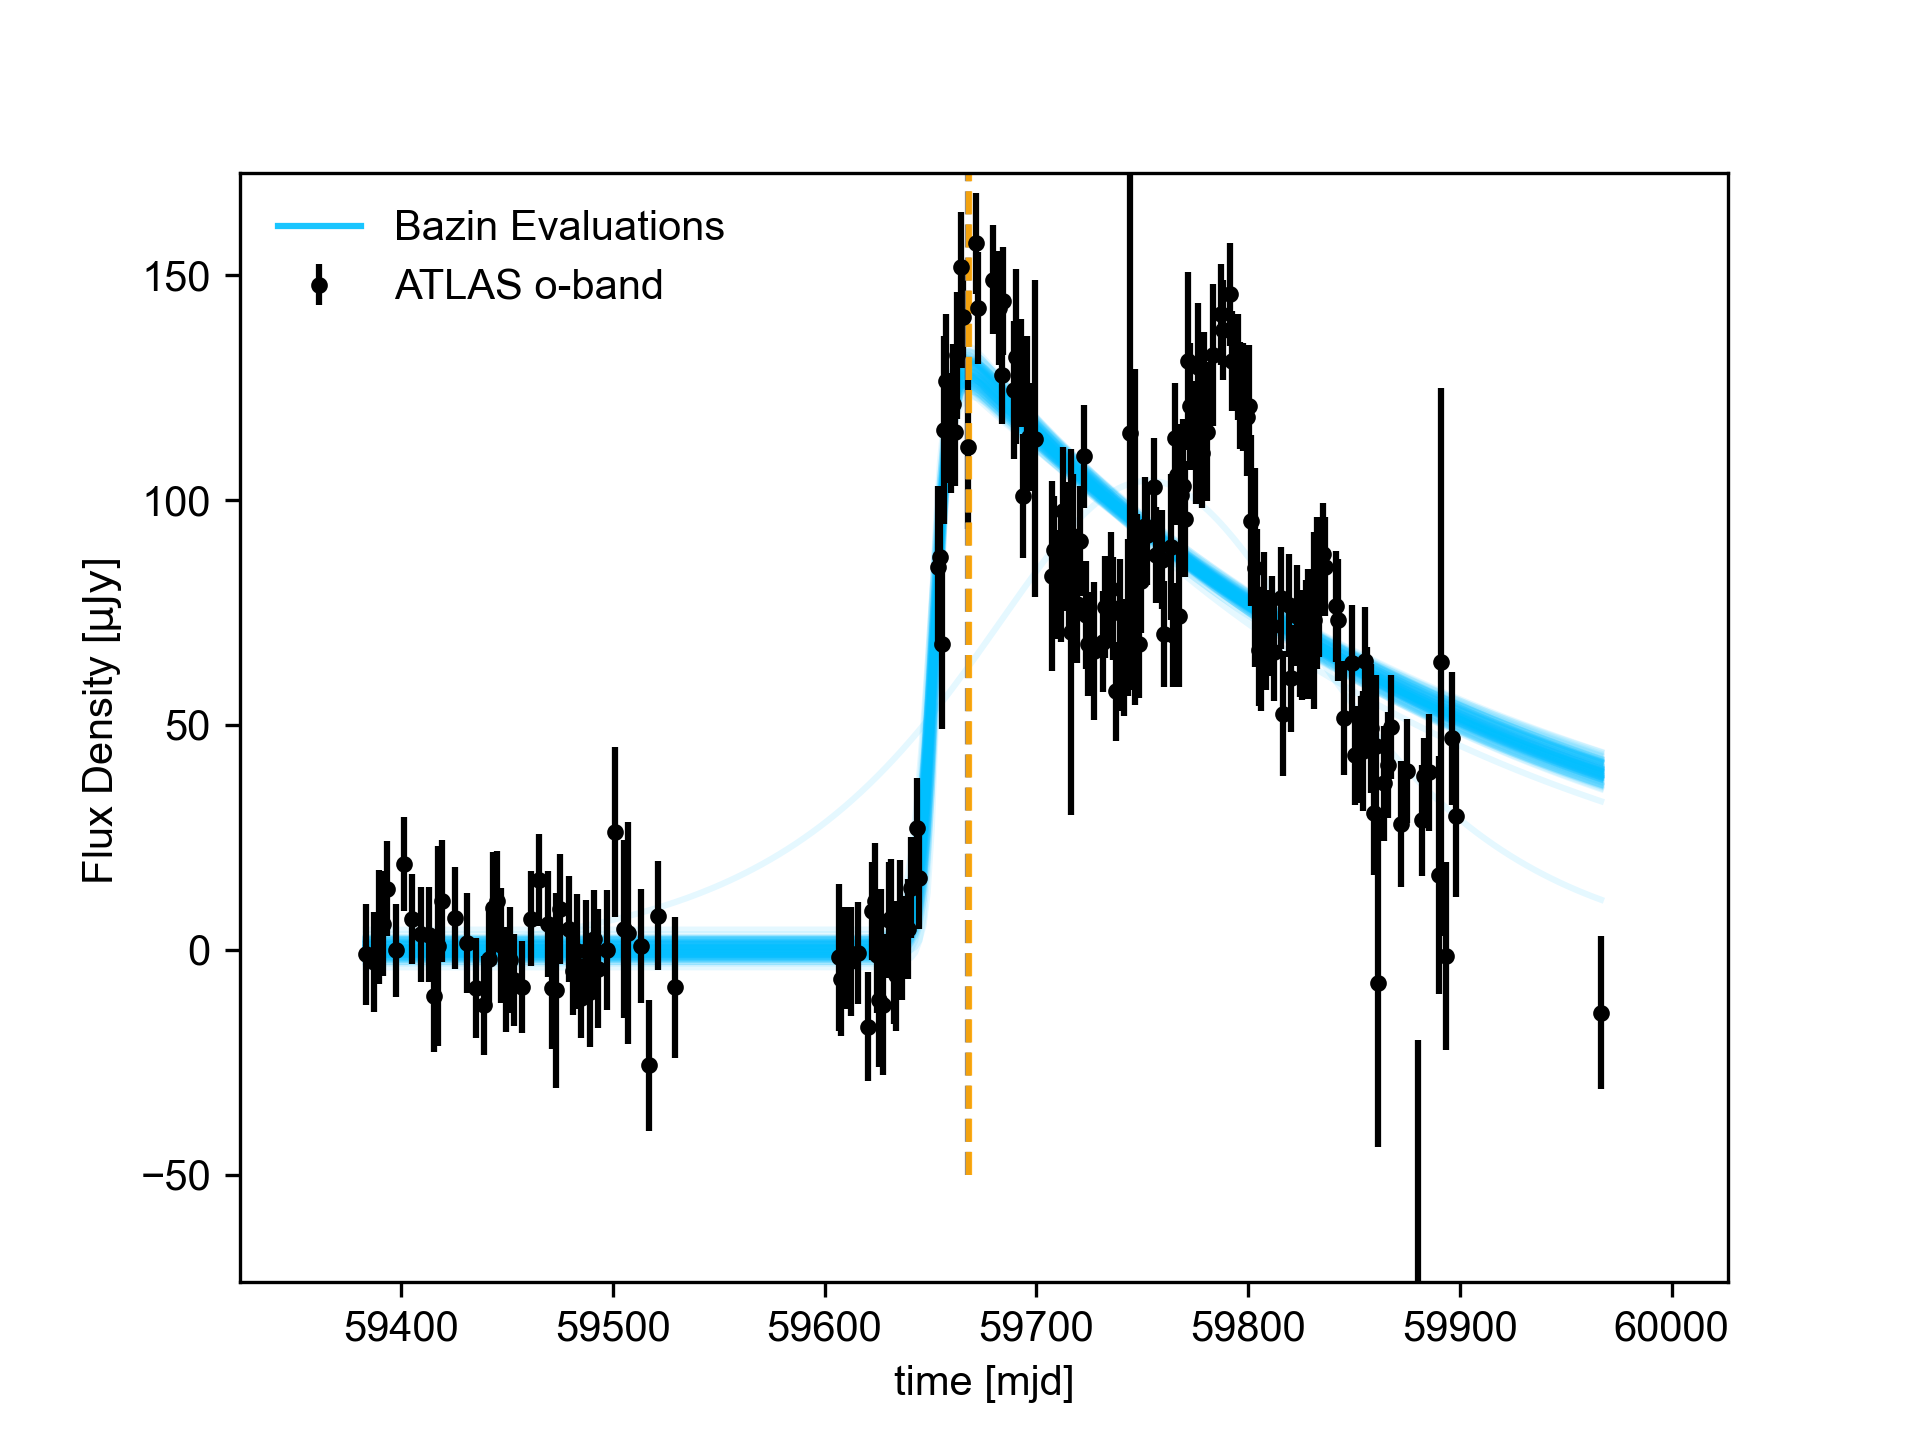 Bazin Evaluations
ATLAS o-band
150
100
50
0
−50
Flux Density [µJy]
59400 59500 59600 59700 59800 59900 60000
time [mjd]